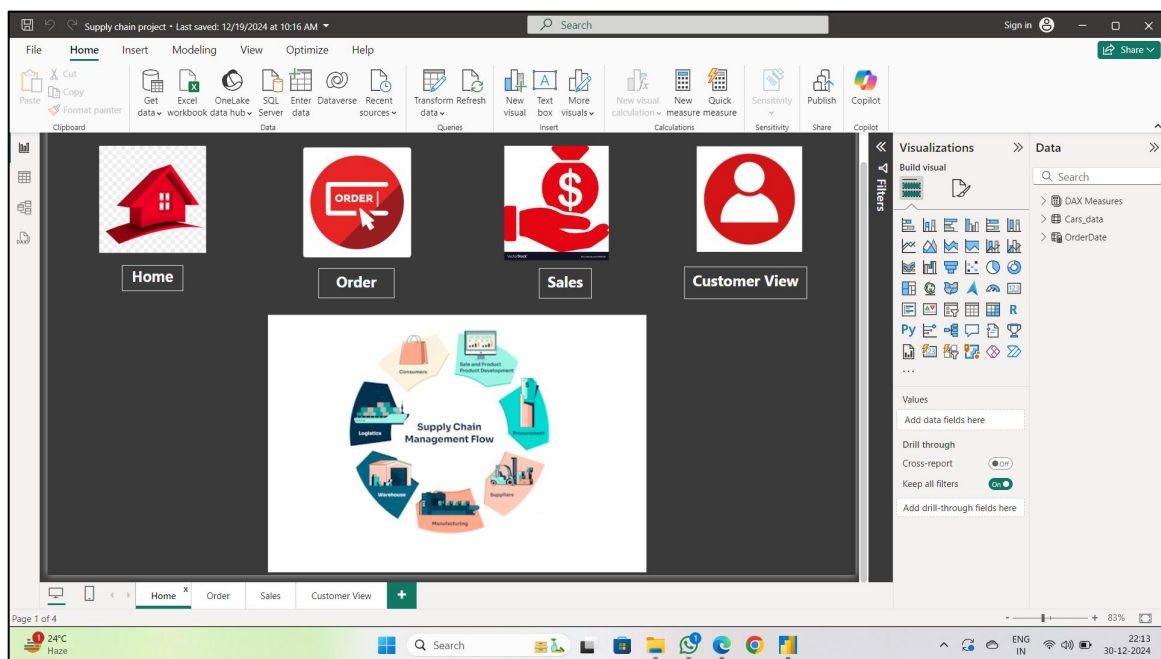 Supply chain project • Last saved: 12/19/2024 at 10:16 AM
Search
Sign in
File Home Insert Modeling View Optimize Help
Share
Paste
Cut
Copy
Format painter
Clipboard
Get data
Excel workbook
OneLake data hub
SQL Server
Enter data
Dataverse
Recent sources
Data
Transform data
Refresh
Queries
New visual
Text box
More visuals
Insert
New visual calculation
New measure
Quick measure
Calculations
Sensitivity
Sensitivity
Publish
Share
Copilot
Copilot
ORDER
VectorStock
Home
Order
Sales
Customer View
Supply Chain
Management Flow
Consumers
Sale and Product
Product Development
Procurement
Suppliers
Manufacturing
Warehouse
Logistics
Filters
Visualizations
Build visual
123
R
Py
...
Values
Add data fields here
Drill through
Cross-report
Off
Keep all filters
On
Add drill-through fields here
Data
Search
DAX Measures
Cars_data
OrderDate
Home X Order Sales Customer View +
Page 1 of 4
- + 83%
1
24°C
Haze
Search
ENG
IN
22:13
30-12-2024